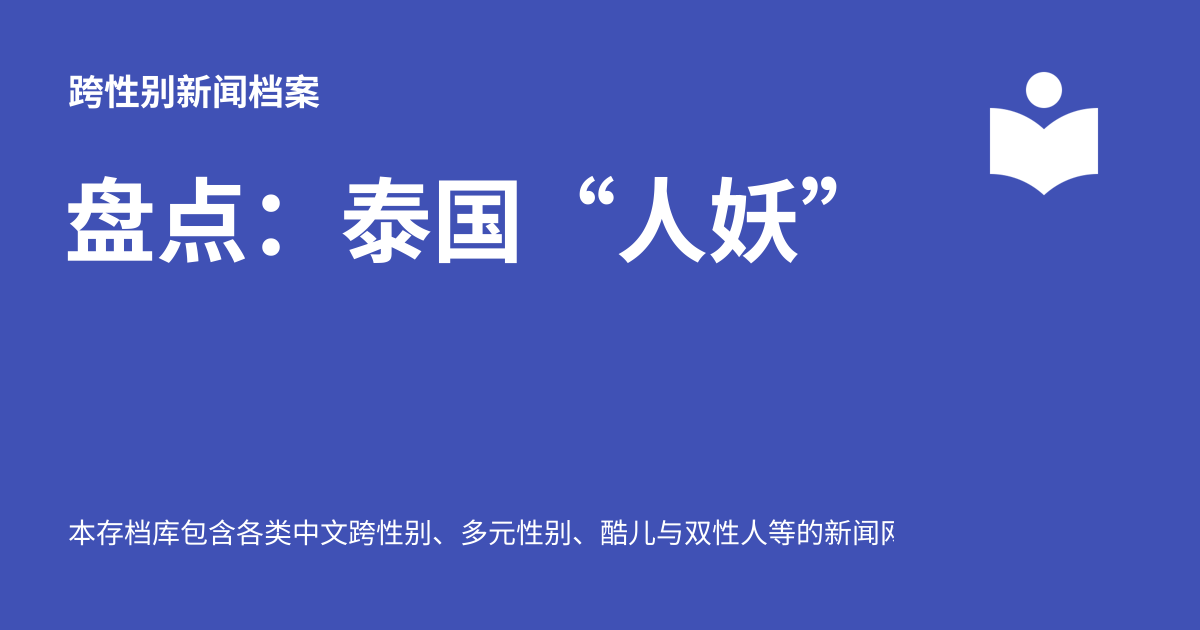 跨性别新闻档案
盘点：泰国“人妖”
本存档库包含各类中文跨性别、多元性别、酷儿与双性人等的新闻